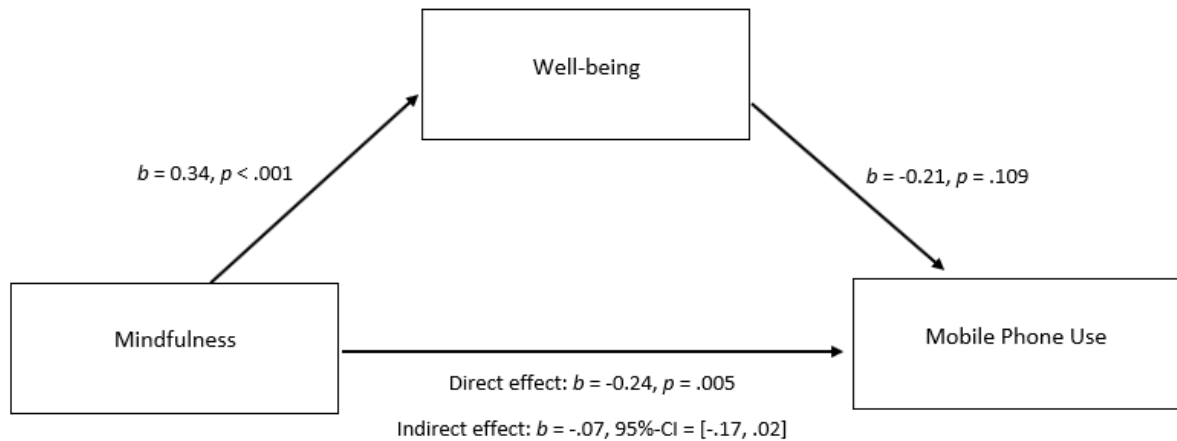 Well-being
b = 0.34, p < .001
b = -0.21, p = .109
Mindfulness
Mobile Phone Use
Direct effect: b = -0.24, p = .005
Indirect effect: b = -.07, 95%-CI = [-.17, .02]